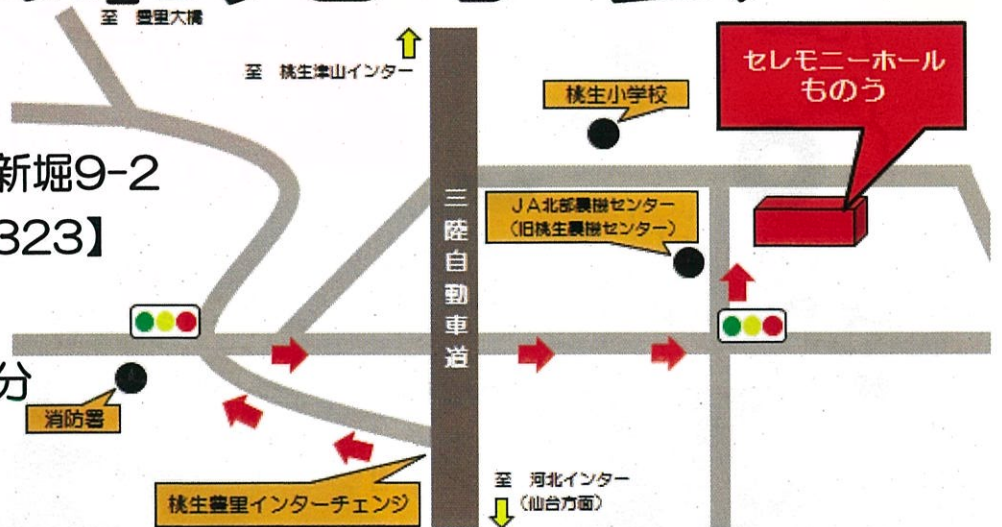 至 豊里大橋
至 桃生津山インター
セレモニーホール
ものう
桃生小学校
新堀9-2
JA北部農機センター
(旧桃生農機センター)
323】
三陸自動車道
分
消防署
桃生豊里インターチェンジ
至 河北インター
(仙台方面)